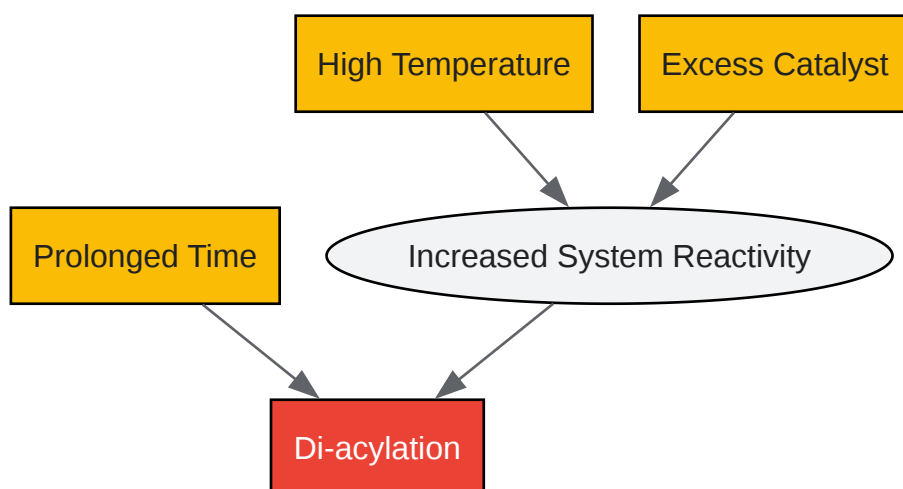 High Temperature
Excess Catalyst
Prolonged Time
Increased System Reactivity
Di-acylation